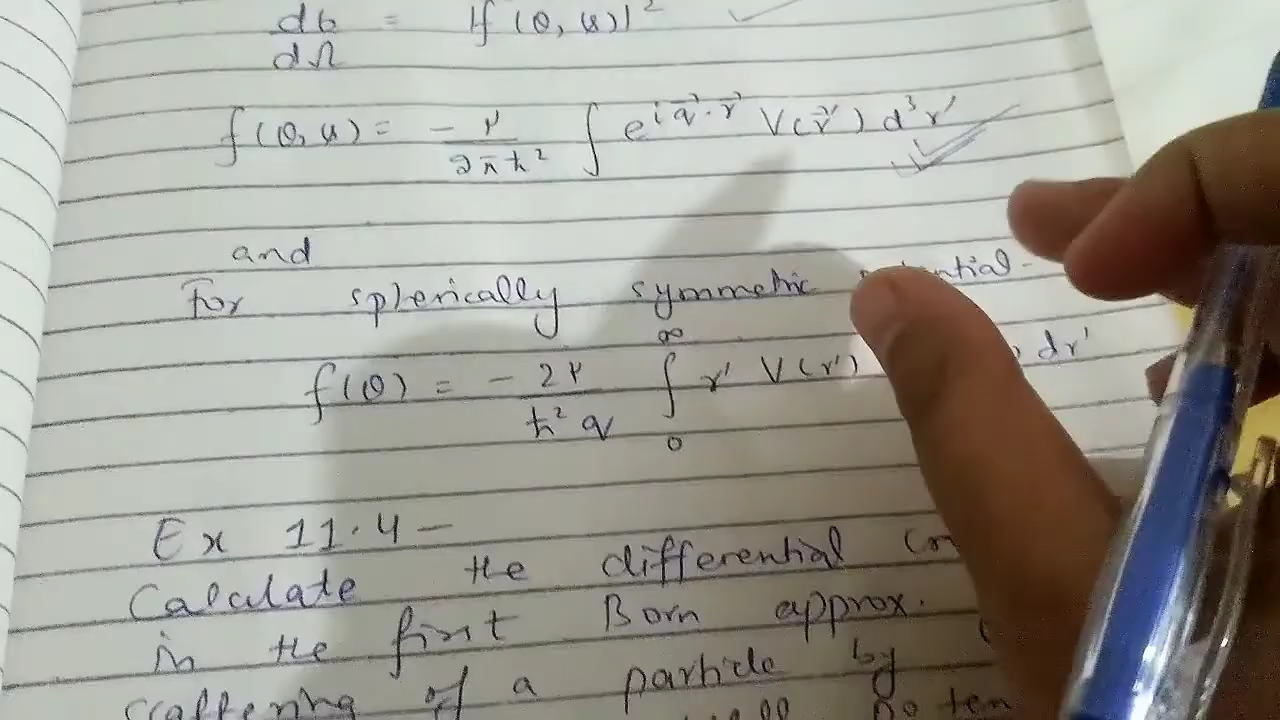 dσ/dΩ = |f(θ, φ)|²
f(θ, φ) = -μ/2πħ² ∫ e^{i q⃗·r⃗'} V(r⃗') d³r'
and
For spherically symmetric
f(θ) = -2μ/ħ²q ∫₀^∞ r' V(r') dr'
Ex 11.4 -
Calculate the differential
in the first Born approx.
scattering of a particle by